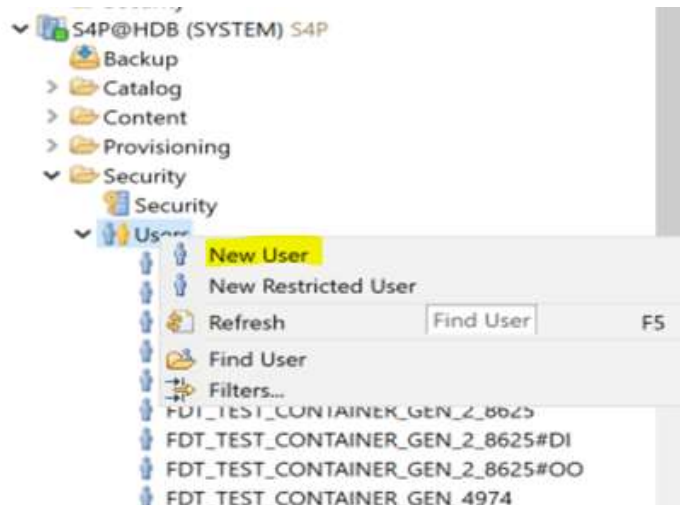 S4P@HDB (SYSTEM) S4P
Backup
Catalog
Content
Provisioning
Security
Security
Users
New User
New Restricted User
Refresh Find User F5
Find User
Filters...
FDT_TEST_CONTAINER_GEN_2_8625
FDT_TEST_CONTAINER_GEN_2_8625#DI
FDT_TEST_CONTAINER_GEN_2_8625#OO
FDT_TEST_CONTAINER_GEN_4974